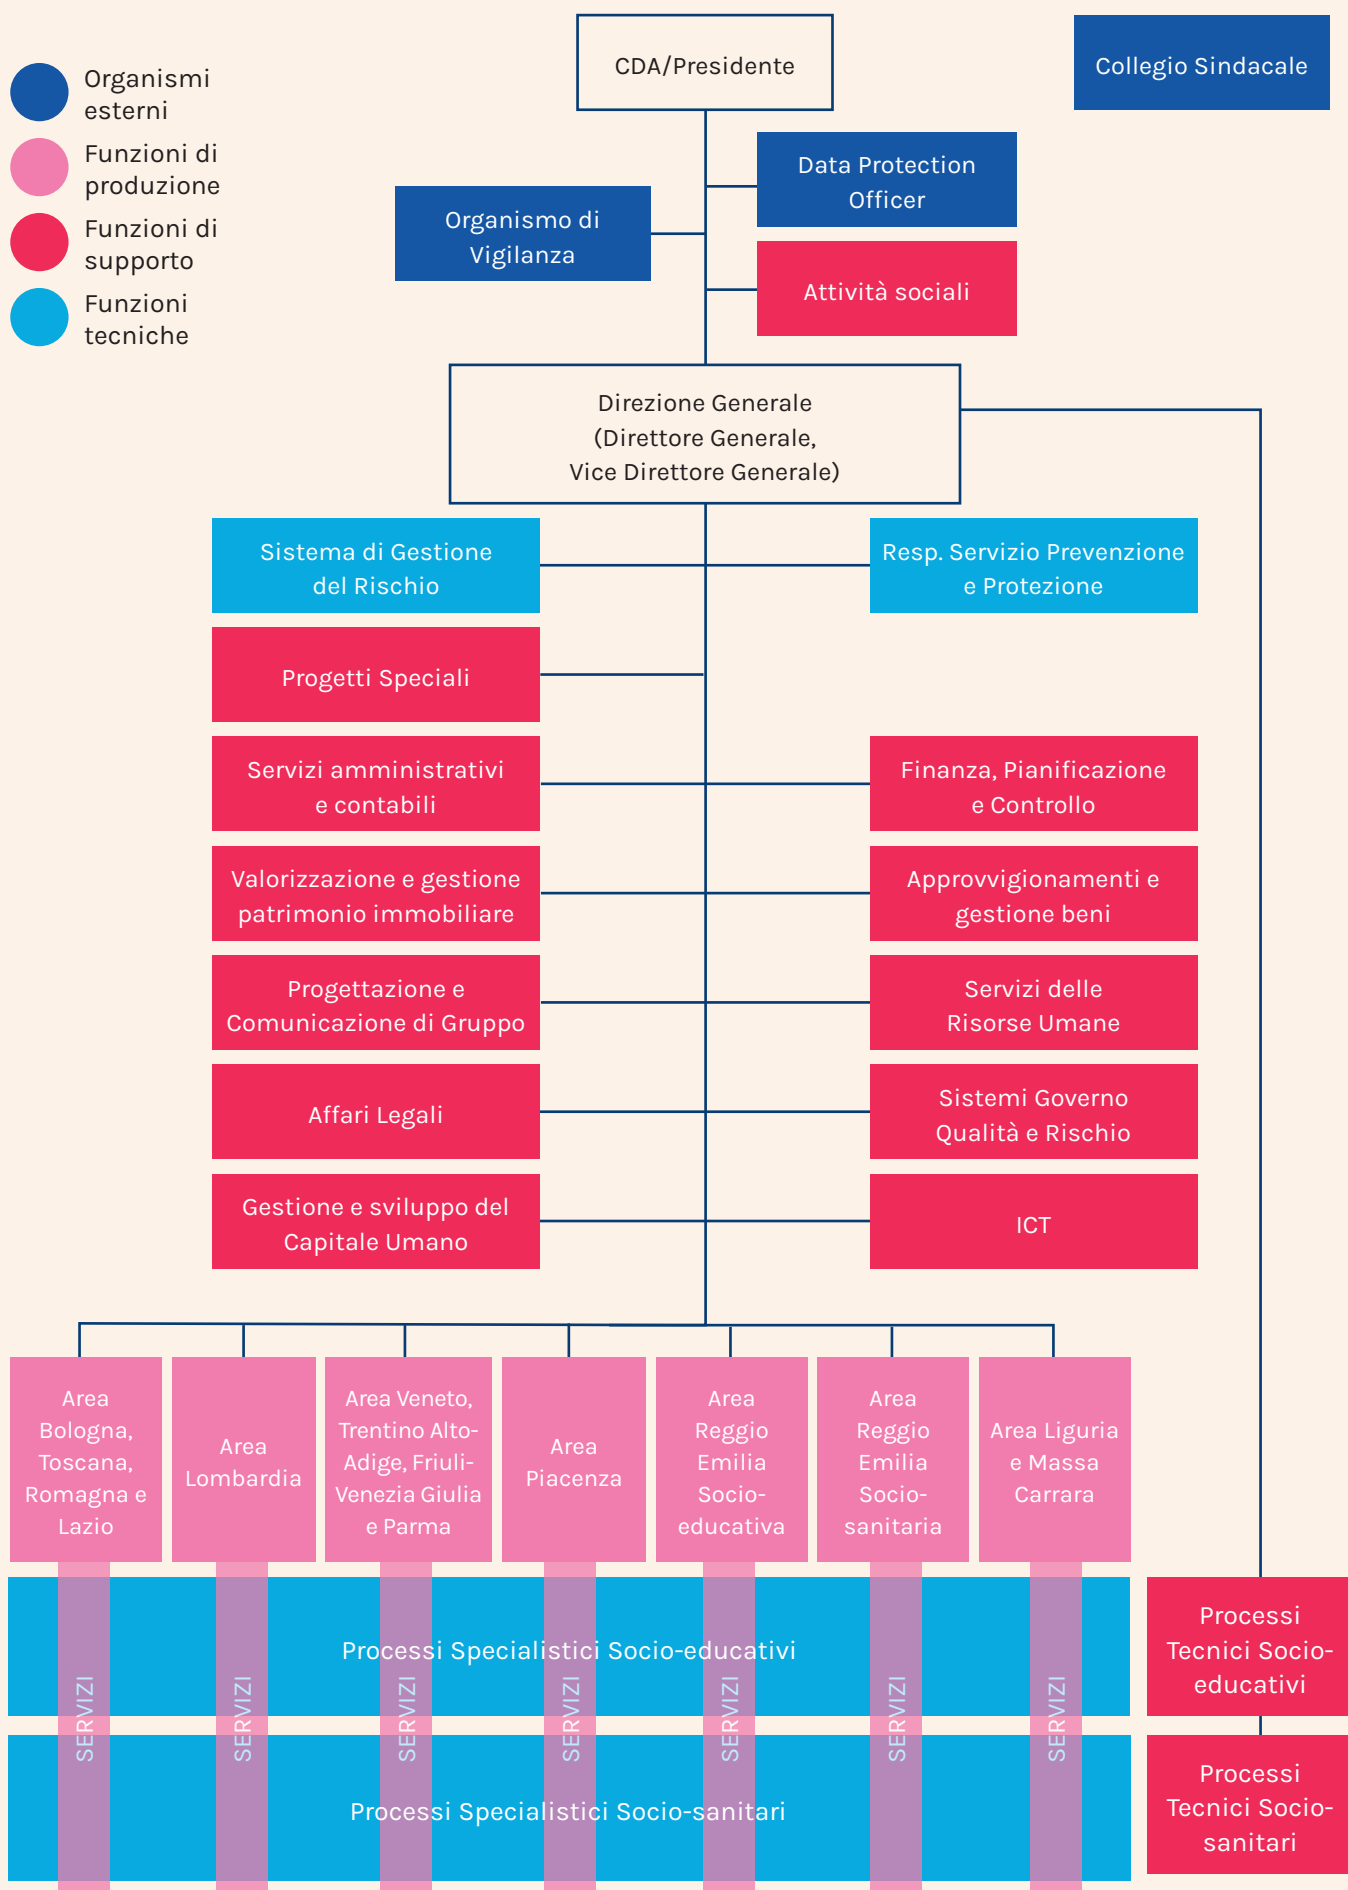 CDA/Presidente
Collegio Sindacale
Organismi
esterni
Funzioni di
produzione
Funzioni di
supporto
Funzioni
tecniche
Data Protection
Officer
Organismo di
Vigilanza
Attività sociali
Direzione Generale
(Direttore Generale,
Vice Direttore Generale)
Sistema di Gestione
del Rischio
Resp. Servizio Prevenzione
e Protezione
Progetti Speciali
Servizi amministrativi
e contabili
Finanza, Pianificazione
e Controllo
Valorizzazione e gestione
patrimonio immobiliare
Approvvigionamenti e
gestione beni
Progettazione e
Comunicazione di Gruppo
Servizi delle
Risorse Umane
Affari Legali
Sistemi Governo
Qualità e Rischio
Gestione e sviluppo del
Capitale Umano
ICT
Area
Bologna,
Toscana,
Romagna e
Lazio
Area
Lombardia
Area Veneto,
Trentino Alto-
Adige, Friuli-
Venezia Giulia
e Parma
Area
Piacenza
Area
Reggio
Emilia
Socio-
educativa
Area
Reggio
Emilia
Socio-
sanitaria
Area Liguria
e Massa
Carrara
Processi Specialistici Socio-educativi
Processi
Tecnici Socio-
educativi
SERVIZI
SERVIZI
SERVIZI
SERVIZI
SERVIZI
SERVIZI
SERVIZI
Processi Specialistici Socio-sanitari
Processi
Tecnici Socio-
sanitari